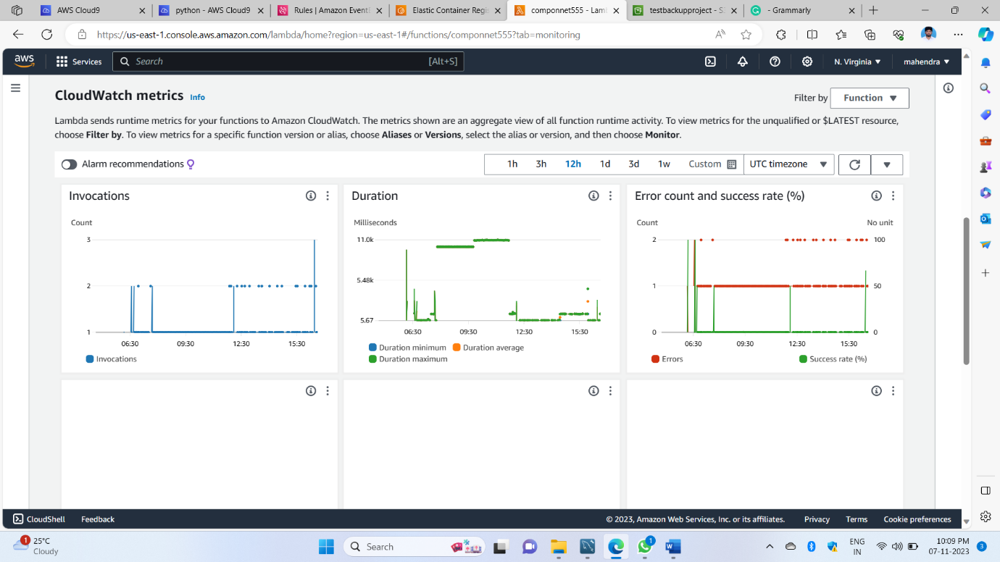 AWS Cloud9
python - AWS Cloud9
Rules | Amazon Event
Elastic Container Regi
componnet555 - Lam
testbackupproject - S
- Grammarly
https://us-east-1.console.aws.amazon.com/lambda/home?region=us-east-1#/functions/componnet555?tab=monitoring
aws
Services
Search
[Alt+S]
N. Virginia
mahendra
CloudWatch metrics Info
Filter by Function
Lambda sends runtime metrics for your functions to Amazon CloudWatch. The metrics shown are an aggregate view of all function runtime activity. To view metrics for the unqualified or $LATEST resource,
choose Filter by. To view metrics for a specific function version or alias, choose Aliases or Versions, select the alias or version, and then choose Monitor.
Alarm recommendations
1h 3h 12h 1d 3d 1w Custom UTC timezone
Invocations
Count
3
2
1
06:30 09:30 12:30 15:30
Invocations
Duration
Milliseconds
11.0k
5.48k
5.67
06:30 09:30 12:30 15:30
Duration minimum Duration average
Duration maximum
Error count and success rate (%)
Count No unit
2 100
1 50
0 0
06:30 09:30 12:30 15:30
Errors Success rate (%)
CloudShell Feedback
© 2023, Amazon Web Services, Inc. or its affiliates. Privacy Terms Cookie preferences
1
25°C
Cloudy
Search
1
ENG
IN
10:09 PM
07-11-2023
3